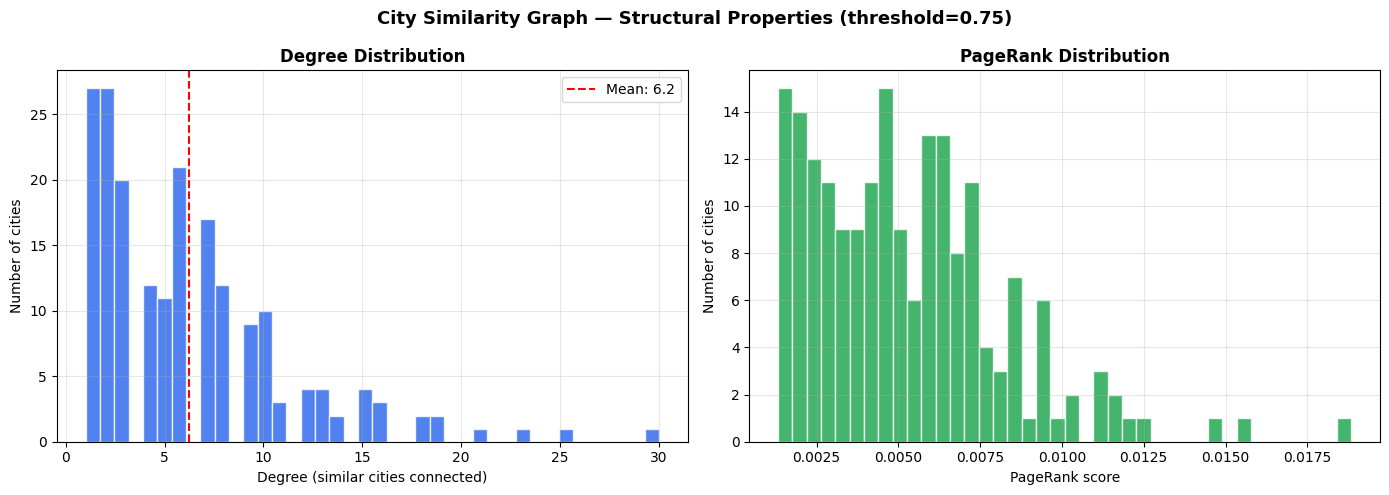 City Similarity Graph — Structural Properties (threshold=0.75)
Degree Distribution
Mean: 6.2
Number of cities
25
20
15
10
5
0
0 5 10 15 20 25 30
Degree (similar cities connected)
PageRank Distribution
Number of cities
14
12
10
8
6
4
2
0
0.0025 0.0050 0.0075 0.0100 0.0125 0.0150 0.0175
PageRank score